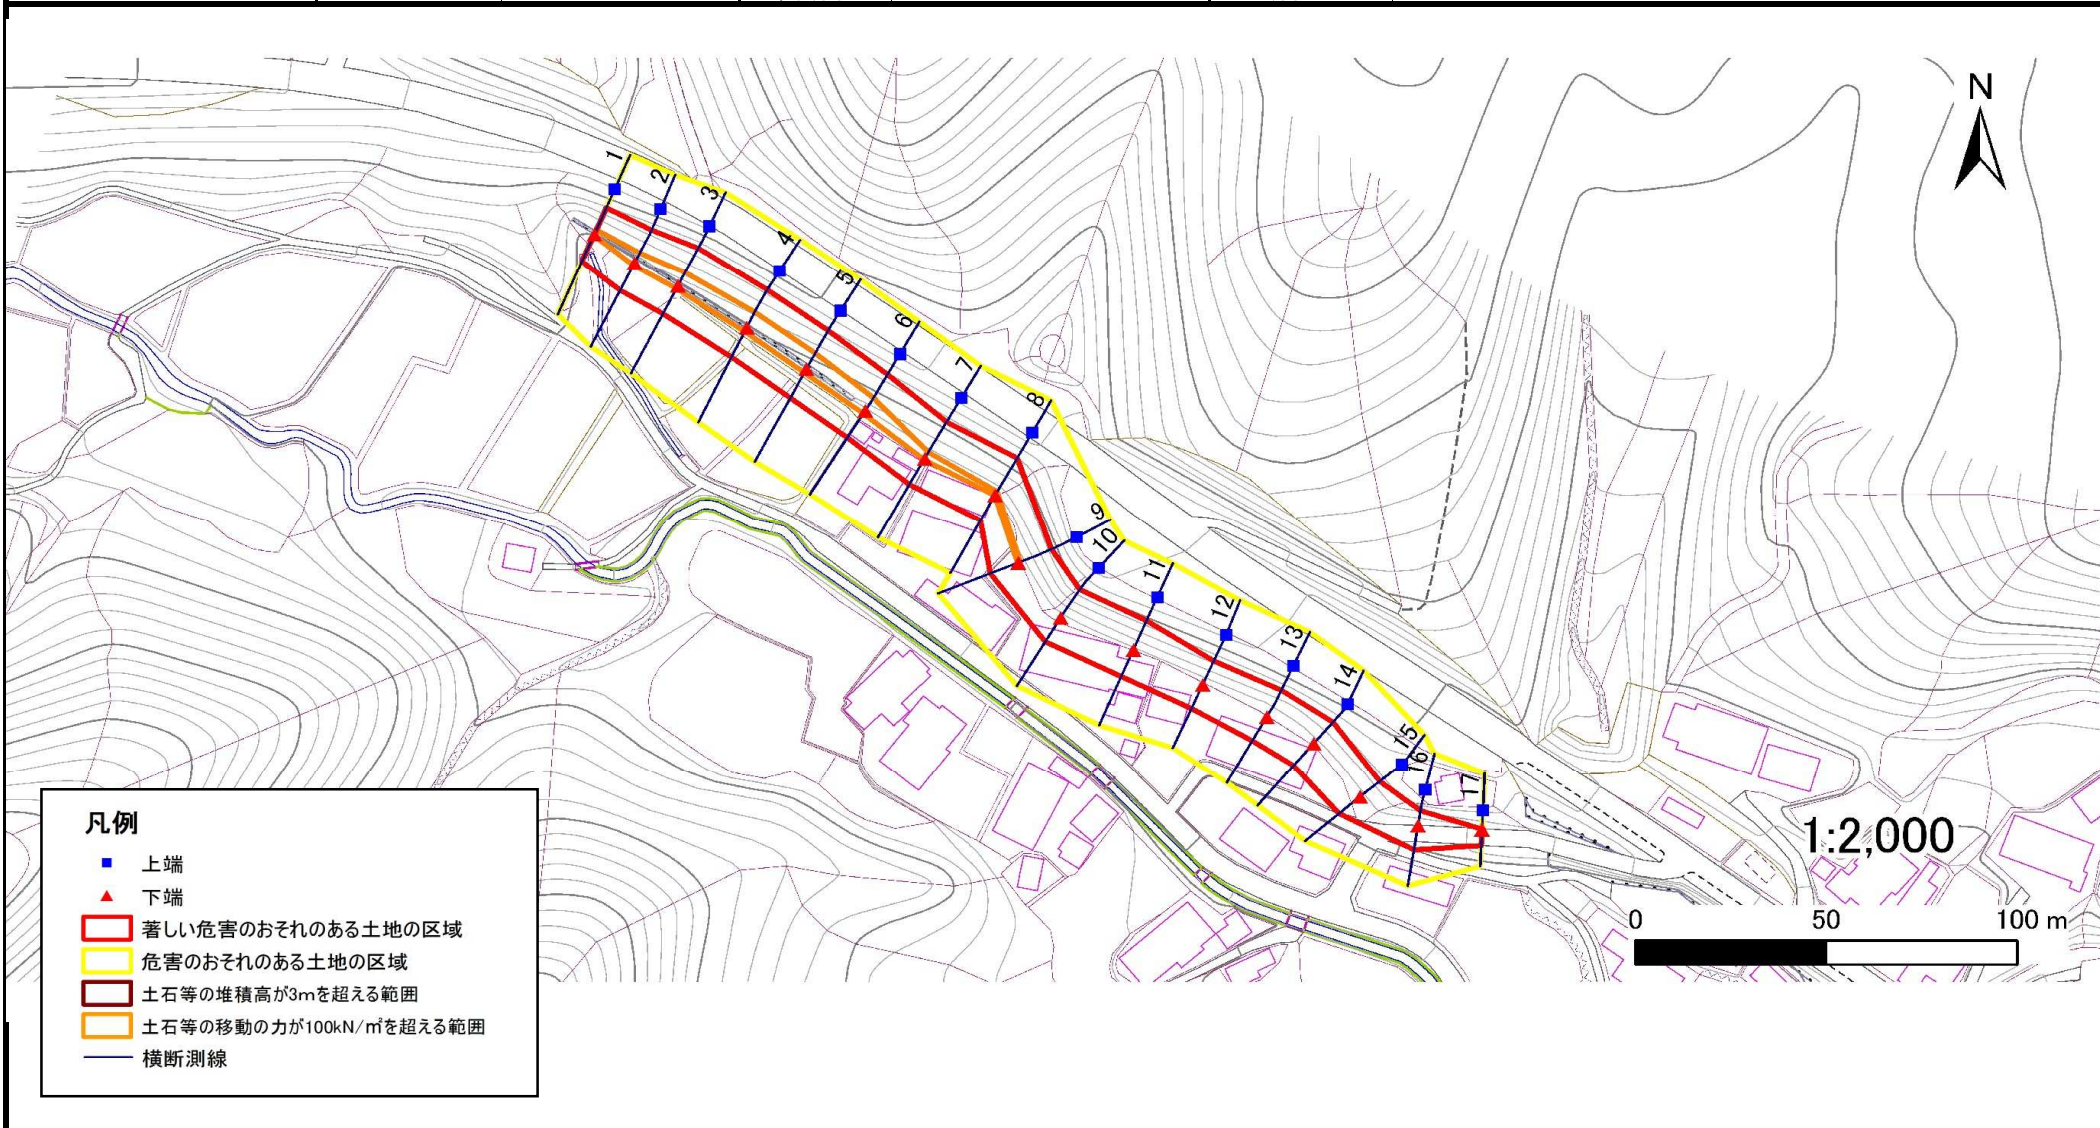 N
1
2
3
4
5
6
7
8
9
10
11
12
13
14
15
16
17
凡例
上端
下端
著しい危害のおそれのある土地の区域
危害のおそれのある土地の区域
土石等の堆積高が3mを超える範囲
土石等の移動の力が100kN/㎡を超える範囲
横断測線
1:2,000
0 50 100 m